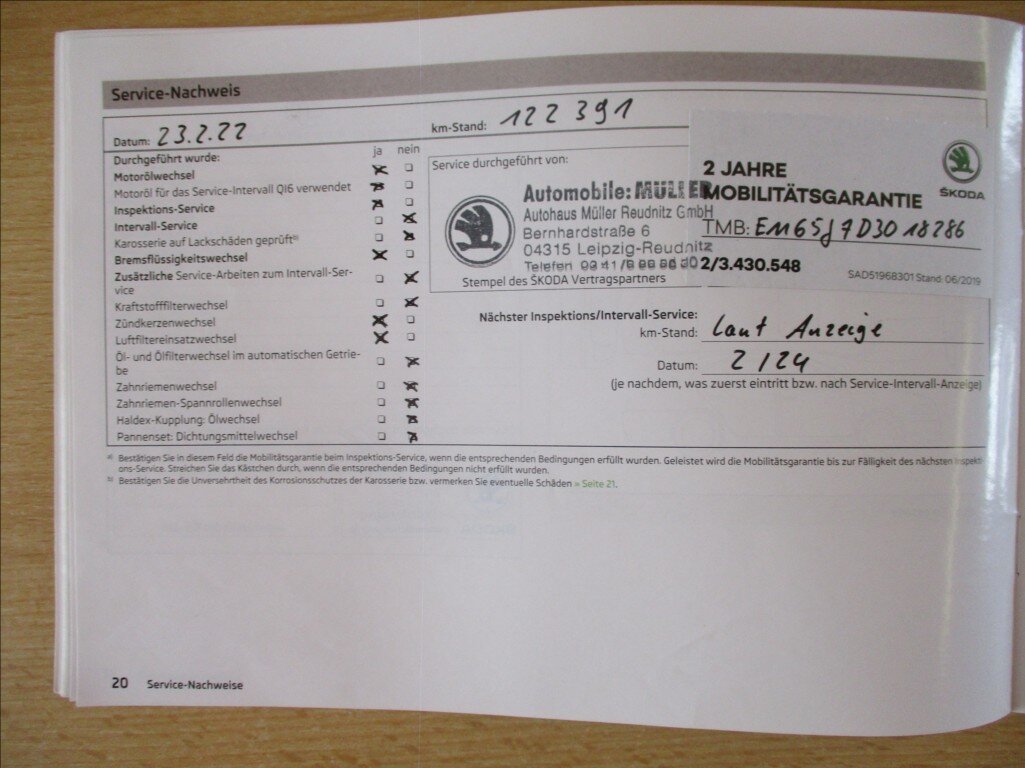 Service-Nachweis
Datum: 23.2.22
km-Stand: 122 391
ja nein
Durchgeführt wurde:
Motorölwechsel
Motoröl für das Service-Intervall QI6 verwendet
Inspektions-Service
Intervall-Service
Karosserie auf Lackschäden geprüft b)
Bremsflüssigkeitswechsel
Zusätzliche Service-Arbeiten zum Intervall-Ser-
vice
Kraftstofffilterwechsel
Zündkerzenwechsel
Luftfiltereinsatzwechsel
Öl- und Ölfilterwechsel im automatischen Getrie-
be
Zahnriemenwechsel
Zahnriemen-Spannrollenwechsel
Haldex-Kupplung: Ölwechsel
Pannenset: Dichtungsmittelwechsel
Service durchgeführt von:
Automobile: MÜLLER
Autohaus Müller Reudnitz GmbH
Bernhardstraße 6
04315 Leipzig-Reudnitz
Telefon
Stempel des ŠKODA Vertragspartners
2 JAHRE
MOBILITÄTSGARANTIE
ŠKODA
TMB: EM65J7D3018286
2/3.430.548
SAD51968301 Stand: 06/2019
Nächster Inspektions/Intervall-Service:
km-Stand: laut Anzeige
Datum: 2/24
(je nachdem, was zuerst eintritt bzw. nach Service-Intervall-Anzeige)
a) Bestätigen Sie in diesem Feld die Mobilitätsgarantie beim Inspektions-Service, wenn die entsprechenden Bedingungen erfüllt wurden. Geleistet wird die Mobilitätsgarantie bis zur Fälligkeit des nächsten Inspekti-
ons-Service. Streichen Sie das Kästchen durch, wenn die entsprechenden Bedingungen nicht erfüllt wurden.
b) Bestätigen Sie die Unversehrtheit des Korrosionsschutzes der Karosserie bzw. vermerken Sie eventuelle Schäden » Seite 21.
20 Service-Nachweise